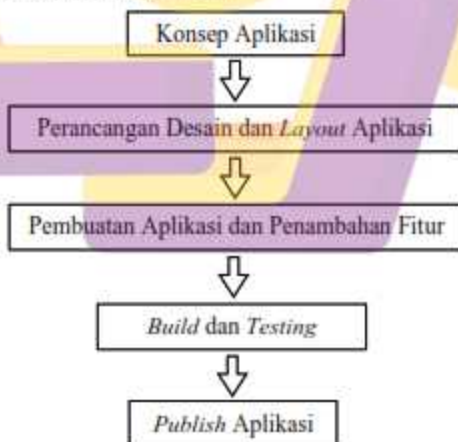 Konsep Aplikasi
Perancangan Desain dan Layout Aplikasi
Pembuatan Aplikasi dan Penambahan Fitur
Build dan Testing
Publish Aplikasi